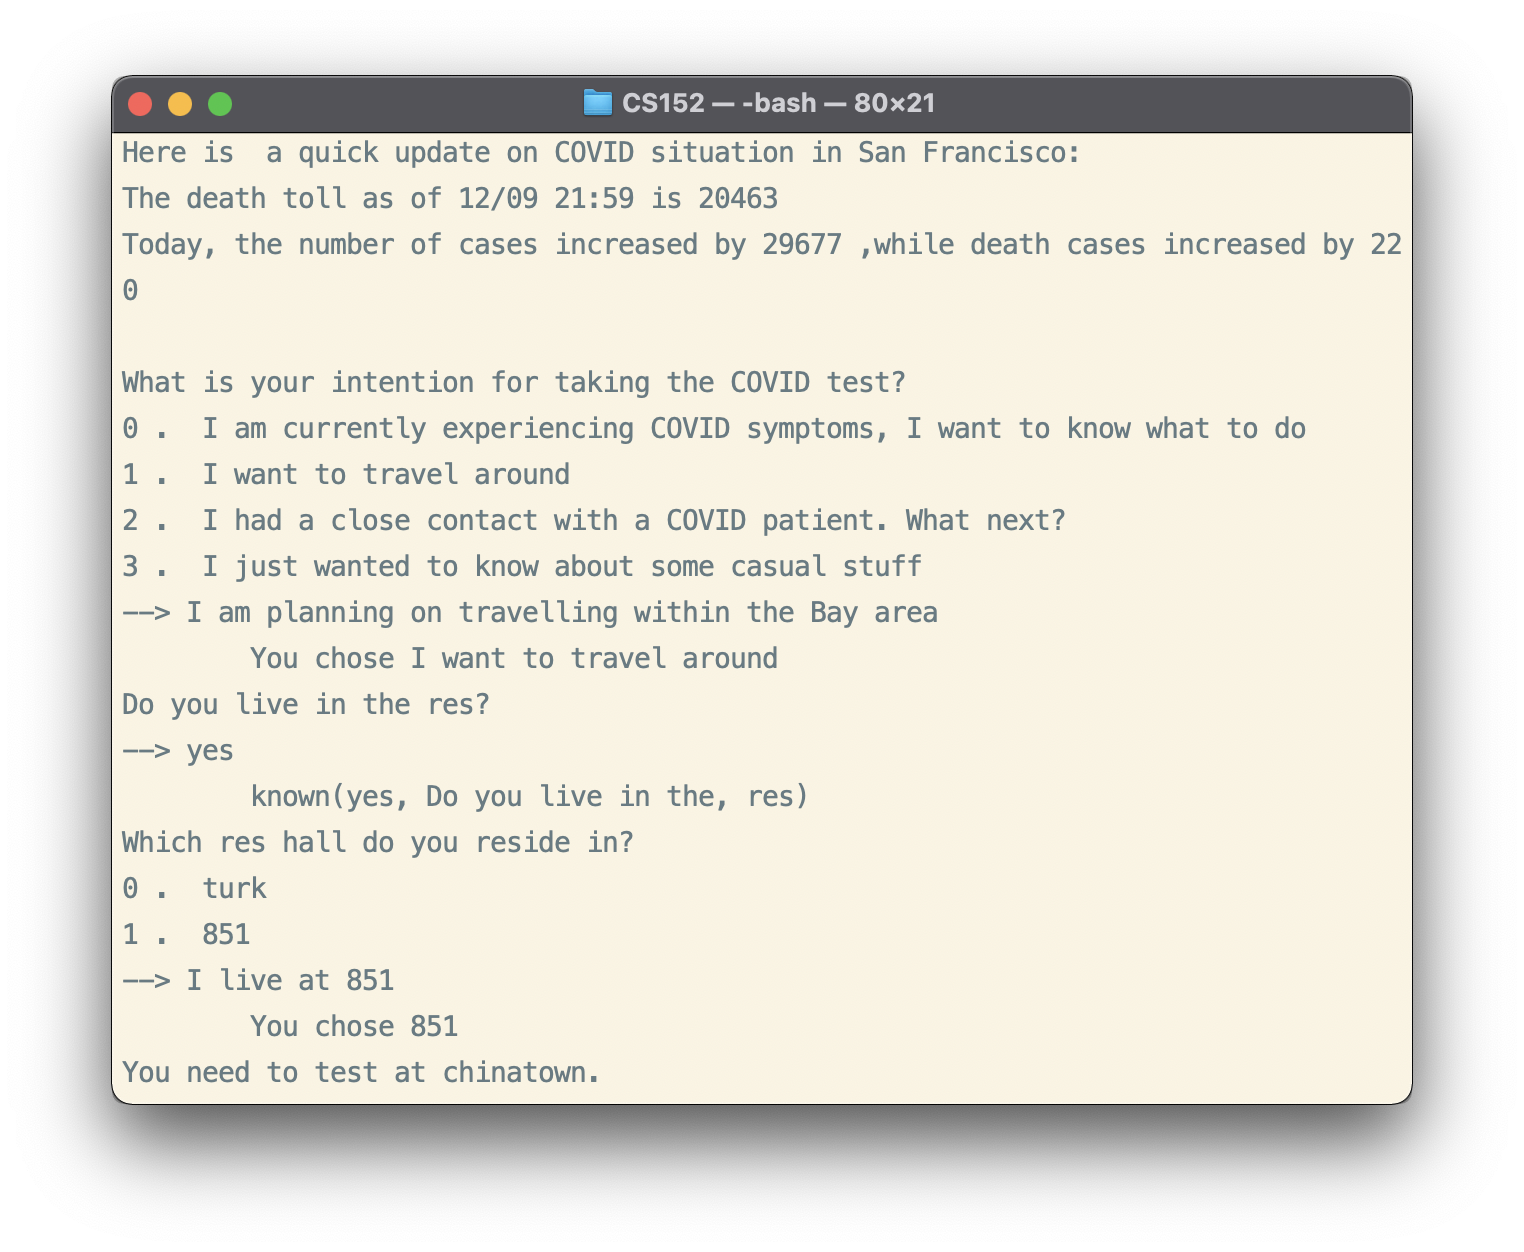 CS152 — -bash — 80×21
Here is  a quick update on COVID situation in San Francisco:
The death toll as of 12/09 21:59 is 20463
Today, the number of cases increased by 29677 ,while death cases increased by 22
0
What is your intention for taking the COVID test?
0 .  I am currently experiencing COVID symptoms, I want to know what to do
1 .  I want to travel around
2 .  I had a close contact with a COVID patient. What next?
3 .  I just wanted to know about some casual stuff
--> I am planning on travelling within the Bay area
        You chose I want to travel around
Do you live in the res?
--> yes
        known(yes, Do you live in the, res)
Which res hall do you reside in?
0 .  turk
1 .  851
--> I live at 851
        You chose 851
You need to test at chinatown.